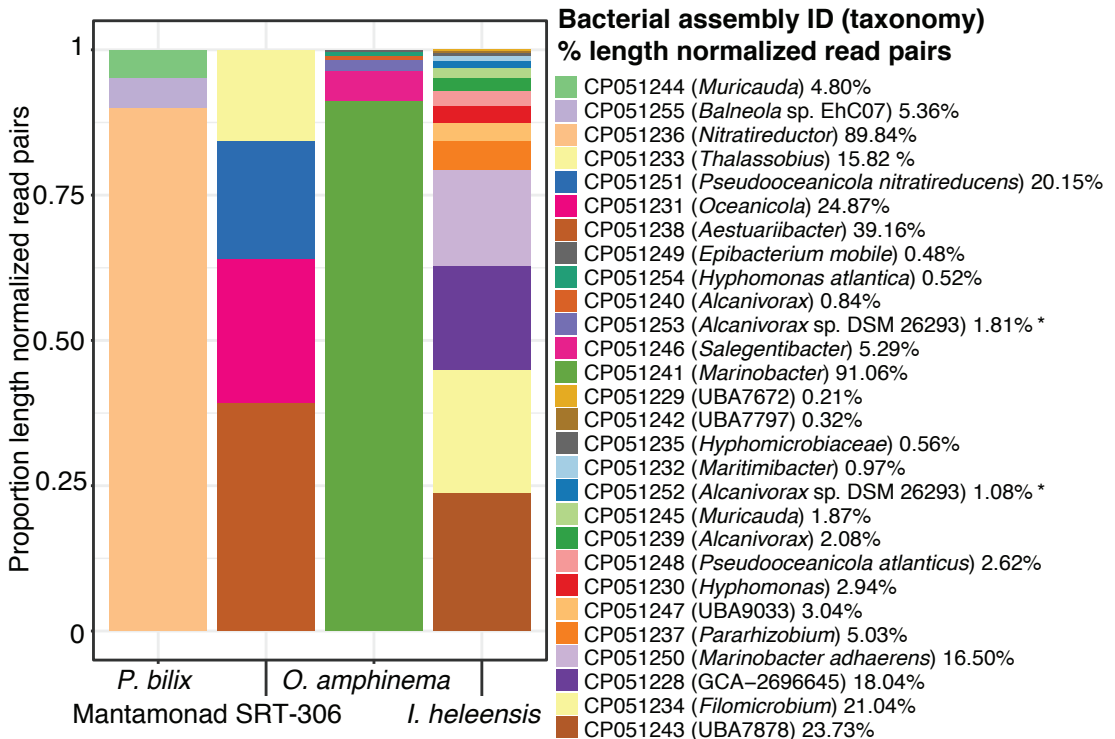 Bacterial assembly ID (taxonomy)
% length normalized read pairs
CP051244 (Muricauda) 4.80%
CP051255 (Balneola sp. EhC07) 5.36%
CP051236 (Nitratireductor) 89.84%
CP051233 (Thalassobius) 15.82 %
CP051251 (Pseudooceanicola nitratireducens) 20.15%
CP051231 (Oceanicola) 24.87%
CP051238 (Aestuariibacter) 39.16%
CP051249 (Epibacterium mobile) 0.48%
CP051254 (Hyphomonas atlantica) 0.52%
CP051240 (Alcanivorax) 0.84%
CP051253 (Alcanivorax sp. DSM 26293) 1.81% *
CP051246 (Salegentibacter) 5.29%
CP051241 (Marinobacter) 91.06%
CP051229 (UBA7672) 0.21%
CP051242 (UBA7797) 0.32%
CP051235 (Hyphomicrobiaceae) 0.56%
CP051232 (Maritimibacter) 0.97%
CP051252 (Alcanivorax sp. DSM 26293) 1.08% *
CP051245 (Muricauda) 1.87%
CP051239 (Alcanivorax) 2.08%
CP051248 (Pseudooceanicola atlanticus) 2.62%
CP051230 (Hyphomonas) 2.94%
CP051247 (UBA9033) 3.04%
CP051237 (Pararhizobium) 5.03%
CP051250 (Marinobacter adhaerens) 16.50%
CP051228 (GCA−2696645) 18.04%
CP051234 (Filomicrobium) 21.04%
CP051243 (UBA7878) 23.73%
Proportion length normalized read pairs
1
0.75
0.50
0.25
0
P. bilix
O. amphinema
Mantamonad SRT-306
I. heleensis